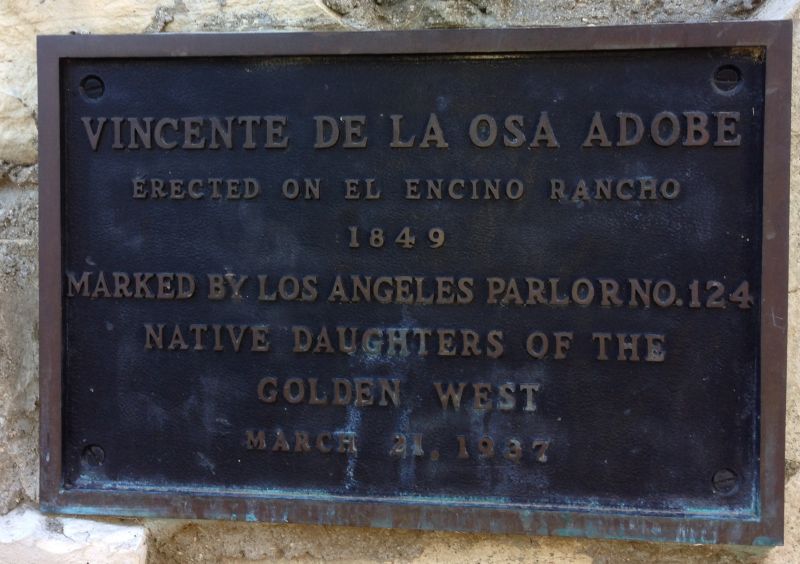 VINCENTE DE LA OSA ADOBE
ERECTED ON EL ENCINO RANCHO
1849
MARKED BY LOS ANGELES PARLOR NO. 124
NATIVE DAUGHTERS OF THE
GOLDEN WEST
MARCH 21, 1937